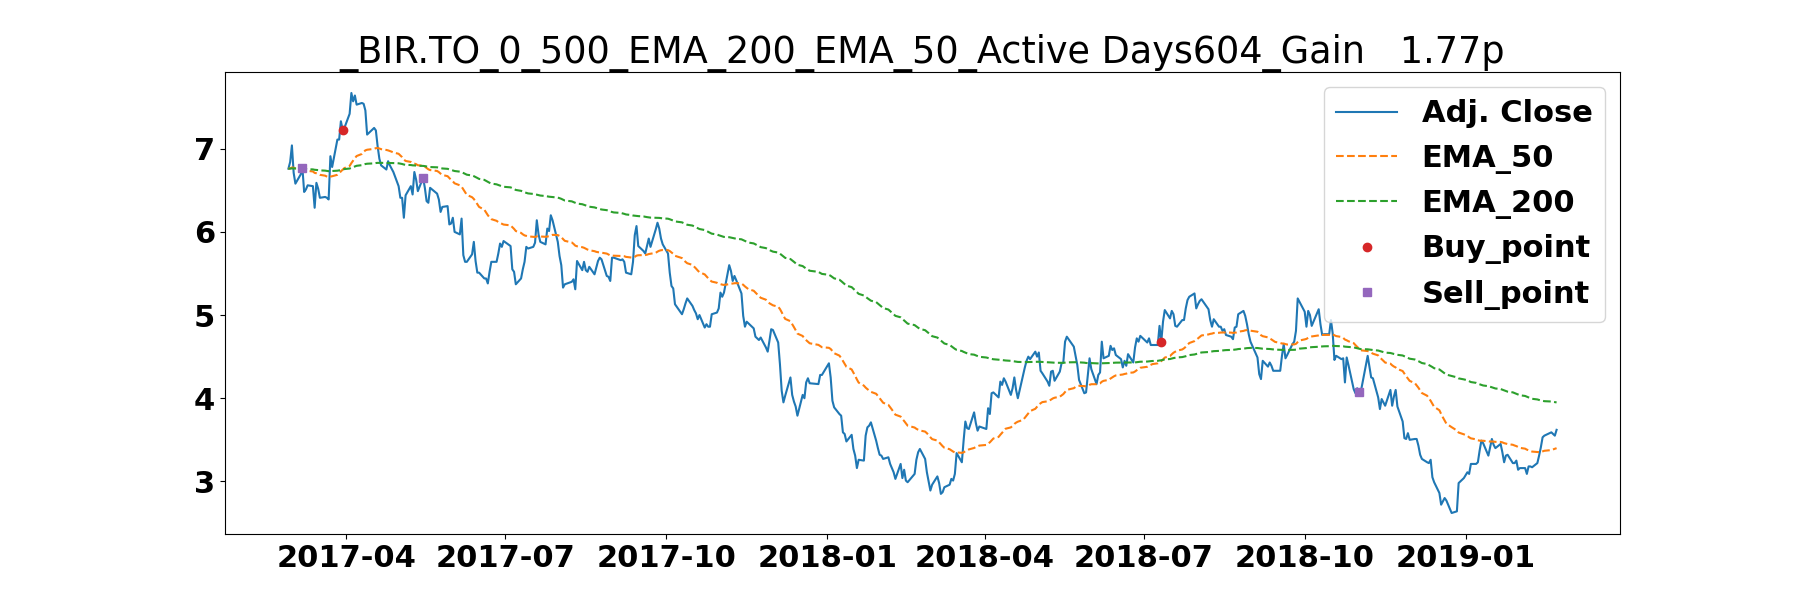 _BIR.TO_0_500_EMA_200_EMA_50_Active Days604_Gain   1.77p
Adj. Close
EMA_50
EMA_200
Buy_point
Sell_point
7
6
5
4
3
2017-04 2017-07 2017-10 2018-01 2018-04 2018-07 2018-10 2019-01